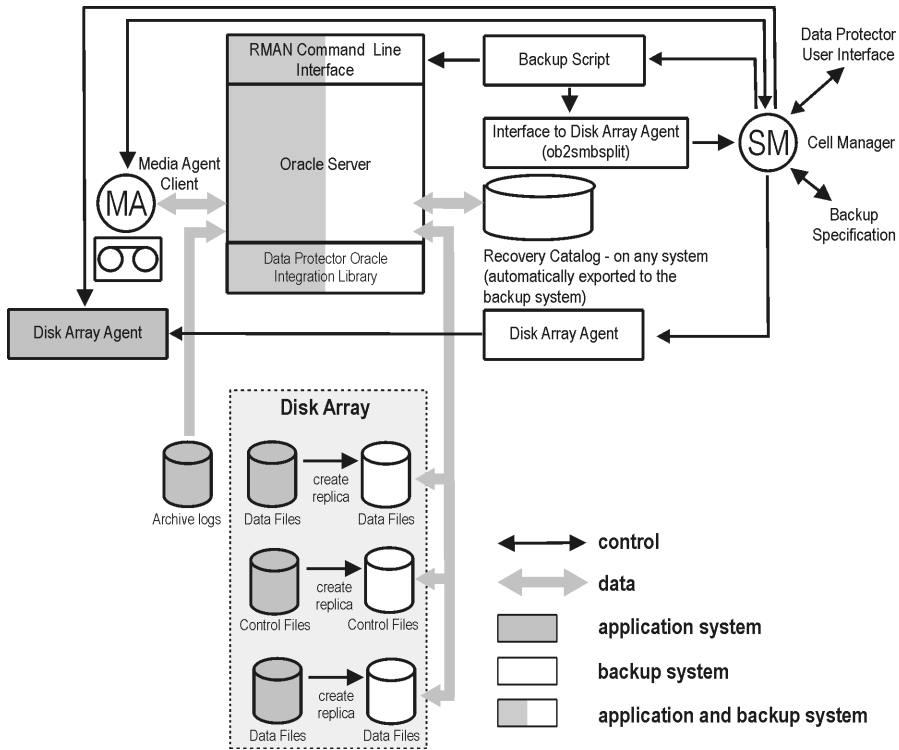 RMAN Command Line
Interface
Backup Script
Data Protector
User Interface
Interface to Disk Array Agent
(ob2smbsplit)
SM
Cell Manager
Media Agent
Client
MA
Oracle Server
Backup
Specification
Data Protector Oracle
Integration Library
Recovery Catalog - on any system
(automatically exported to the
backup system)
Disk Array Agent
Disk Array Agent
Disk Array
create
replica
Archive logs
Data Files
Data Files
create
replica
Control Files
Control Files
create
replica
Data Files
Data Files
control
data
application system
backup system
application and backup system